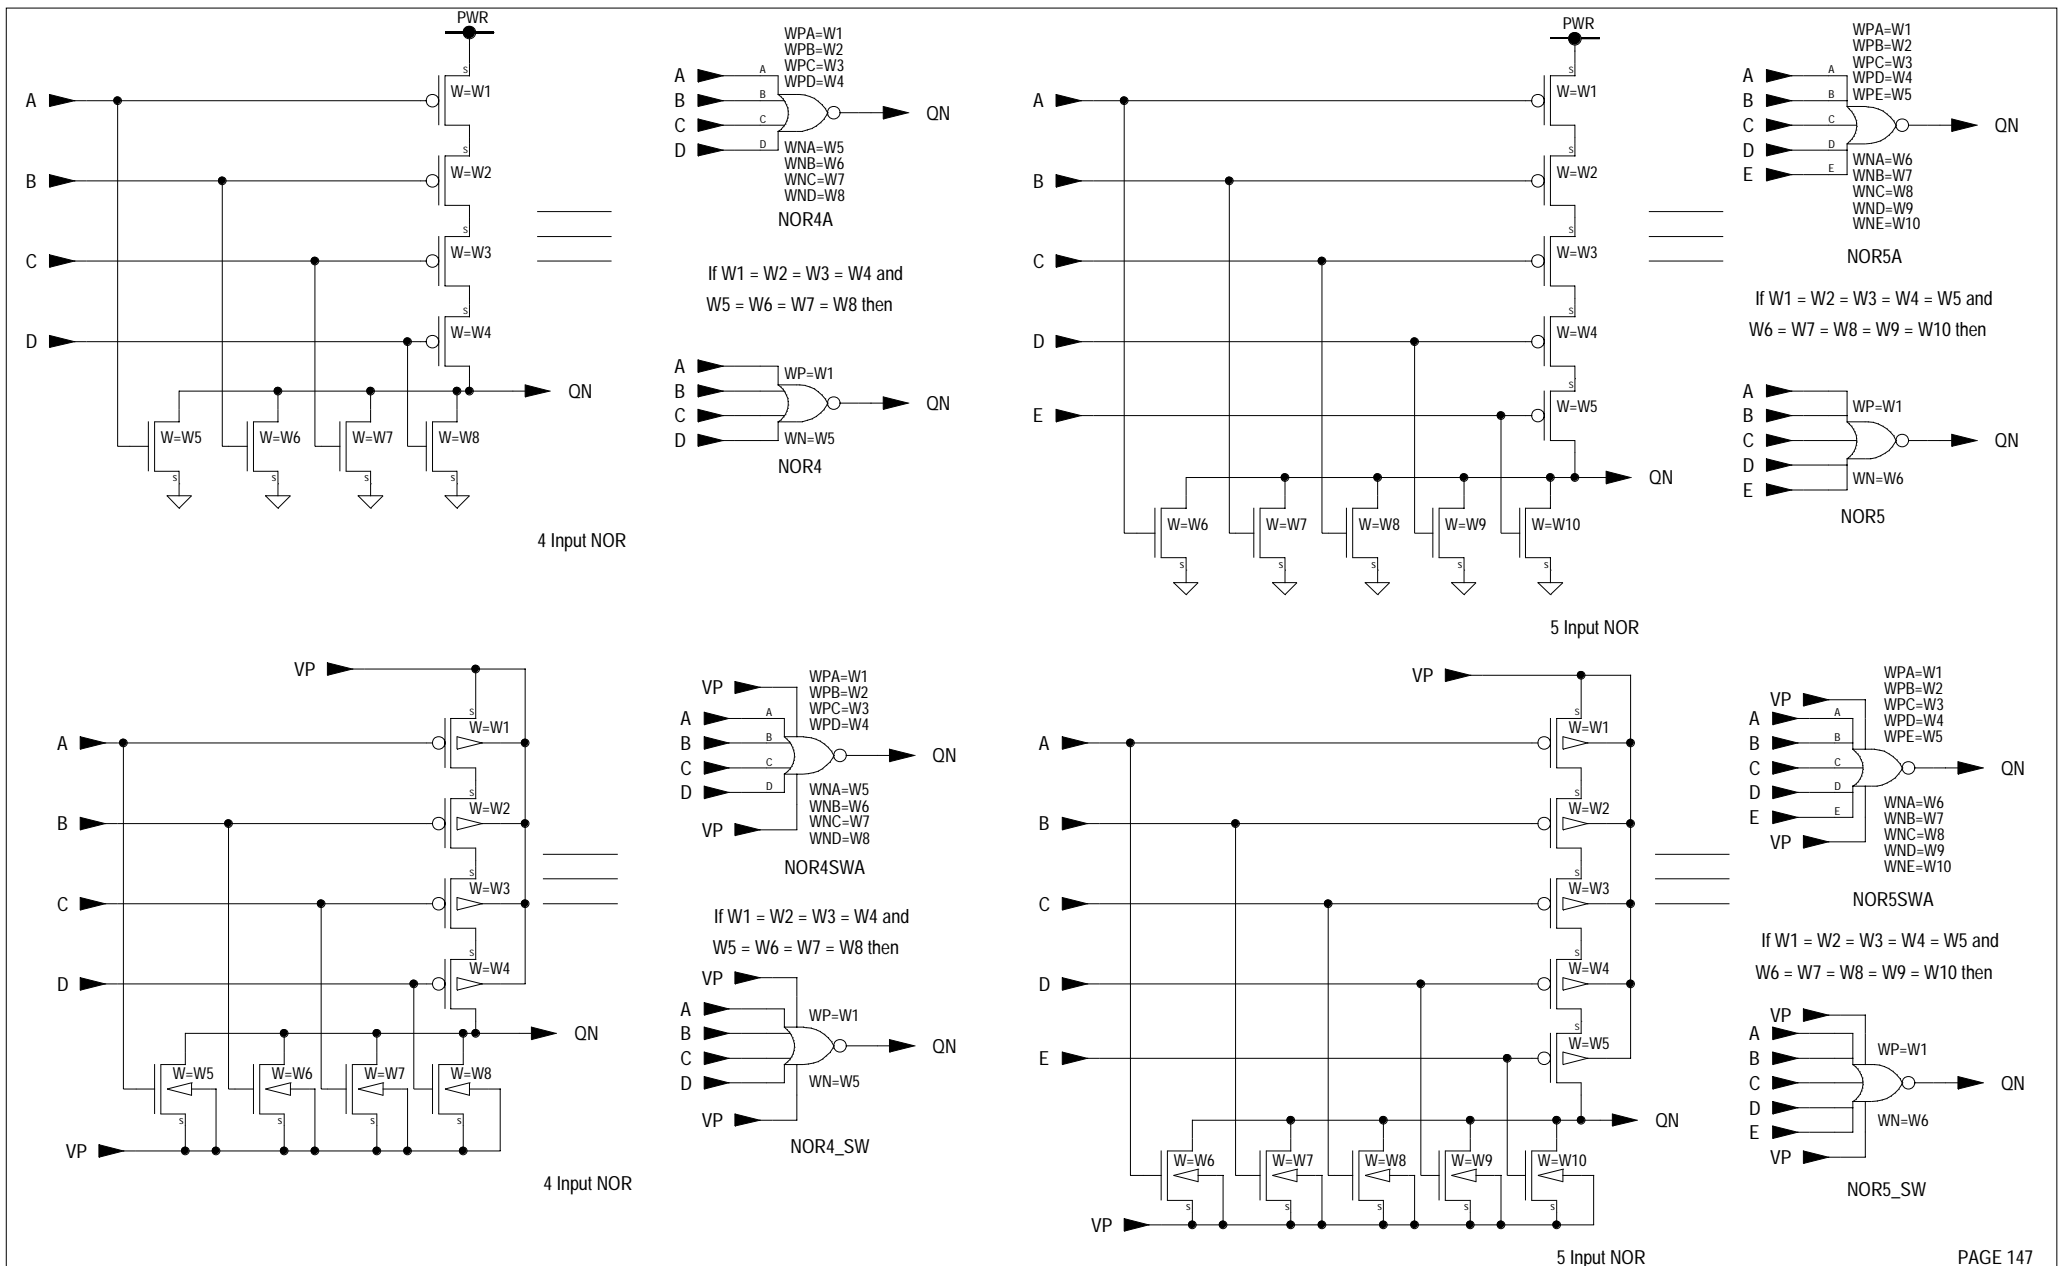 PWR
A
S
W=W1
B
S
W=W2
C
S
W=W3
D
S
W=W4
QN
W=W5
W=W6
W=W7
W=W8
S
S
S
S
4 Input NOR
WPA=W1
WPB=W2
WPC=W3
WPD=W4
A
B
C
D
A
B
C
D
QN
WNA=W5
WNB=W6
WNC=W7
WND=W8
NOR4A
If W1 = W2 = W3 = W4 and
W5 = W6 = W7 = W8 then
A
B
C
D
WP=W1
QN
WN=W5
NOR4
PWR
A
S
W=W1
B
S
W=W2
C
S
W=W3
D
S
W=W4
E
S
W=W5
QN
W=W6
W=W7
W=W8
W=W9
W=W10
S
S
S
S
S
5 Input NOR
WPA=W1
WPB=W2
WPC=W3
WPD=W4
WPE=W5
A
B
C
D
E
A
B
C
D
E
QN
WNA=W6
WNB=W7
WNC=W8
WND=W9
WNE=W10
NOR5A
If W1 = W2 = W3 = W4 = W5 and
W6 = W7 = W8 = W9 = W10 then
A
B
C
D
E
WP=W1
QN
WN=W6
NOR5
VP
A
S
W=W1
B
S
W=W2
C
S
W=W3
D
S
W=W4
QN
W=W5
W=W6
W=W7
W=W8
S
S
S
S
VP
4 Input NOR
WPA=W1
WPB=W2
WPC=W3
WPD=W4
VP
A
B
C
D
VP
A
B
C
D
QN
WNA=W5
WNB=W6
WNC=W7
WND=W8
NOR4SWA
If W1 = W2 = W3 = W4 and
W5 = W6 = W7 = W8 then
VP
A
B
C
D
VP
WP=W1
QN
WN=W5
NOR4_SW
VP
A
S
W=W1
B
S
W=W2
C
S
W=W3
D
S
W=W4
E
S
W=W5
QN
W=W6
W=W7
W=W8
W=W9
W=W10
S
S
S
S
S
VP
5 Input NOR
WPA=W1
WPB=W2
WPC=W3
WPD=W4
WPE=W5
VP
A
B
C
D
E
VP
A
B
C
D
E
QN
WNA=W6
WNB=W7
WNC=W8
WND=W9
WNE=W10
NOR5SWA
If W1 = W2 = W3 = W4 = W5 and
W6 = W7 = W8 = W9 = W10 then
VP
A
B
C
D
E
VP
WP=W1
QN
WN=W6
NOR5_SW
PAGE 147